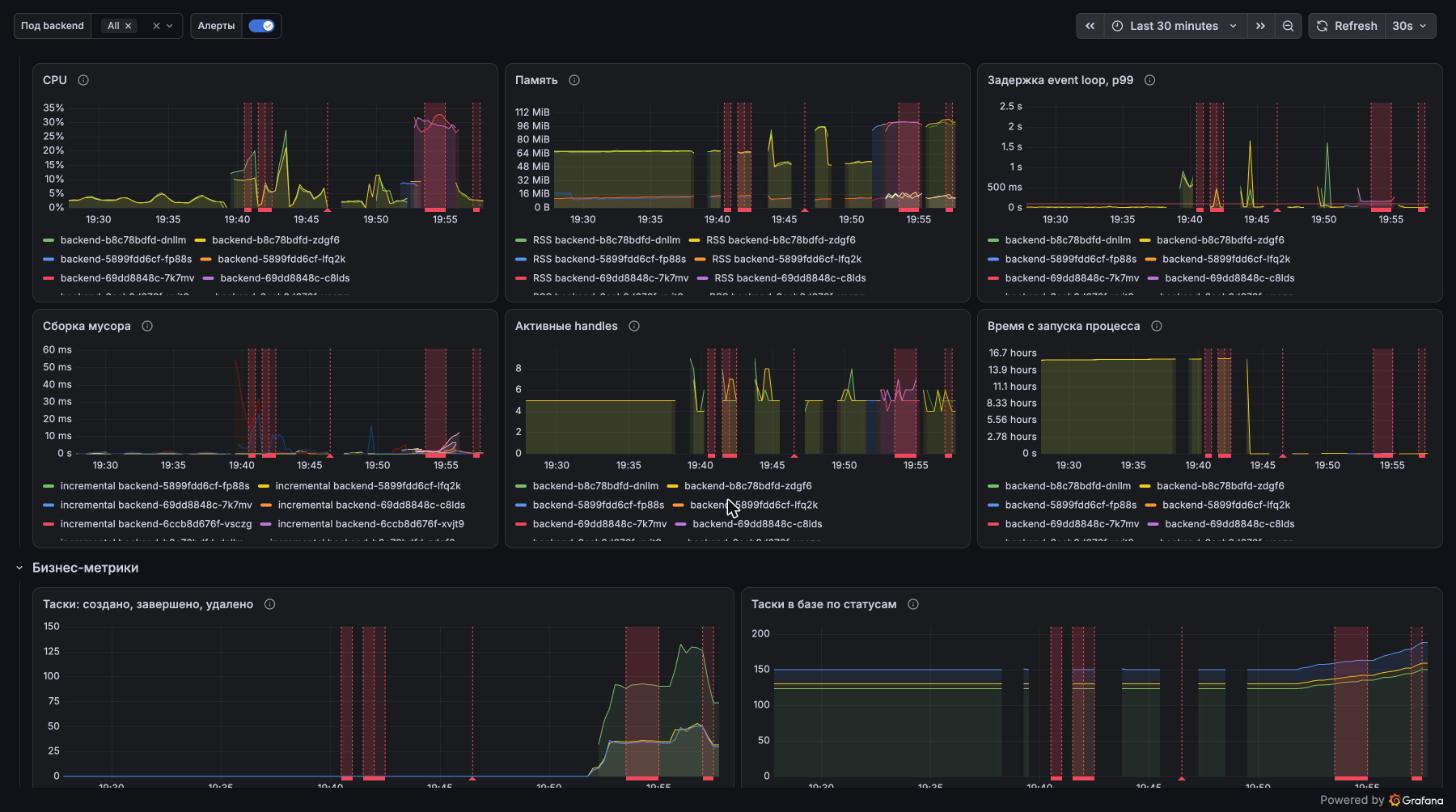 Под backend All × × Алерты Last 30 minutes Refresh 30s
CPU
35%
30%
25%
20%
15%
10%
5%
0%
19:30 19:35 19:40 19:45 19:50 19:55
backend-b8c78bdfd-dnllm backend-b8c78bdfd-zdgf6
backend-5899fdd6cf-fp88s backend-5899fdd6cf-lfq2k
backend-69dd8848c-7k7mv backend-69dd8848c-c8lds
Память
112 MiB
96 MiB
80 MiB
64 MiB
48 MiB
32 MiB
16 MiB
0 B
19:30 19:35 19:40 19:45 19:50 19:55
RSS backend-b8c78bdfd-dnllm RSS backend-b8c78bdfd-zdgf6
RSS backend-5899fdd6cf-fp88s RSS backend-5899fdd6cf-lfq2k
RSS backend-69dd8848c-7k7mv RSS backend-69dd8848c-c8lds
Задержка event loop, p99
2.5 s
2 s
1.5 s
1 s
500 ms
0 s
19:30 19:35 19:40 19:45 19:50 19:55
backend-b8c78bdfd-dnllm backend-b8c78bdfd-zdgf6
backend-5899fdd6cf-fp88s backend-5899fdd6cf-lfq2k
backend-69dd8848c-7k7mv backend-69dd8848c-c8lds
Сборка мусора
60 ms
50 ms
40 ms
30 ms
20 ms
10 ms
0 s
19:30 19:35 19:40 19:45 19:50 19:55
incremental backend-5899fdd6cf-fp88s incremental backend-5899fdd6cf-lfq2k
incremental backend-69dd8848c-7k7mv incremental backend-69dd8848c-c8lds
incremental backend-6ccb8d676f-vsczg incremental backend-6ccb8d676f-xvjt9
Активные handles
8
6
4
2
0
19:30 19:35 19:40 19:45 19:50 19:55
backend-b8c78bdfd-dnllm backend-b8c78bdfd-zdgf6
backend-5899fdd6cf-fp88s backend-5899fdd6cf-lfq2k
backend-69dd8848c-7k7mv backend-69dd8848c-c8lds
Время с запуска процесса
16.7 hours
13.9 hours
11.1 hours
8.33 hours
5.56 hours
2.78 hours
0 s
19:30 19:35 19:40 19:45 19:50 19:55
backend-b8c78bdfd-dnllm backend-b8c78bdfd-zdgf6
backend-5899fdd6cf-fp88s backend-5899fdd6cf-lfq2k
backend-69dd8848c-7k7mv backend-69dd8848c-c8lds
Бизнес-метрики
Таски: создано, завершено, удалено
150
125
100
75
50
25
0
19:30 19:35 19:40 19:45 19:50 19:55
Таски в базе по статусам
200
150
100
50
0
19:30 19:35 19:40 19:45 19:50 19:55
Powered by Grafana